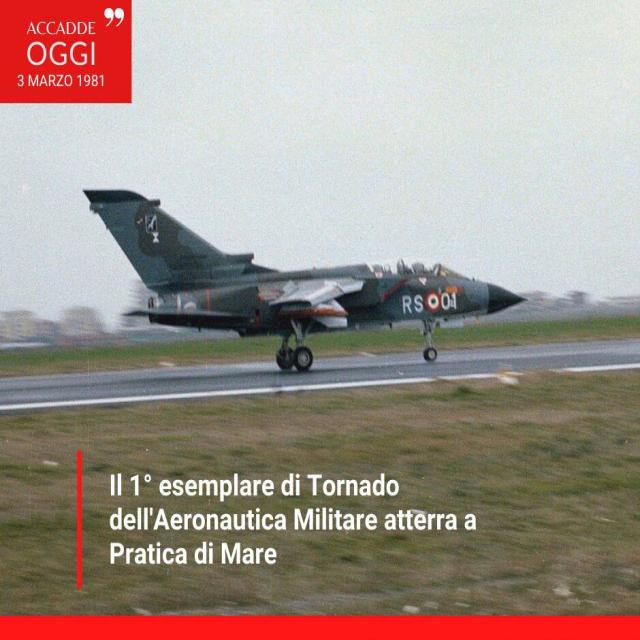 ACCADDE ”
OGGI
3 MARZO 1981
RS 01
Il 1° esemplare di Tornado
dell'Aeronautica Militare atterra a
Pratica di Mare